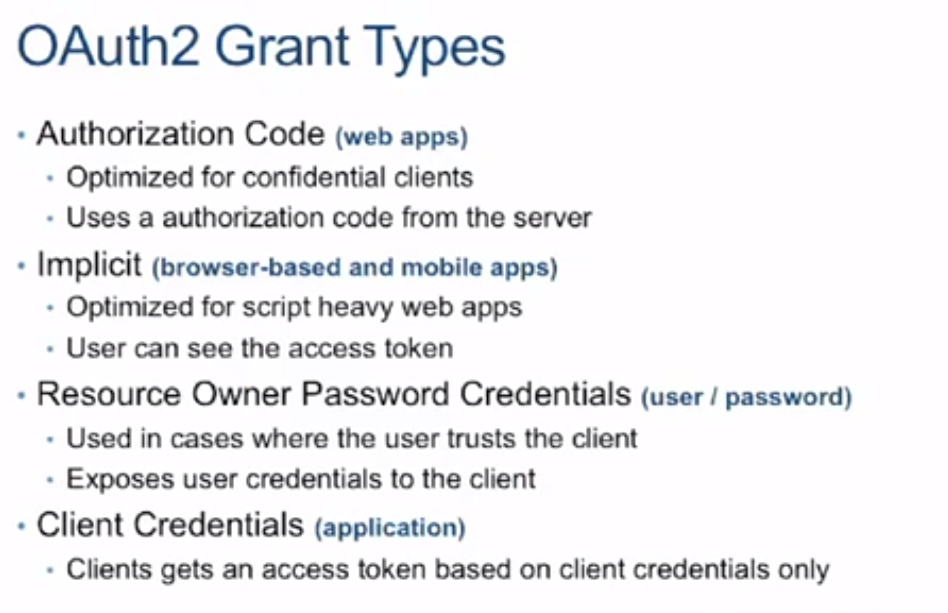 OAuth2 Grant Types
• Authorization Code (web apps)
• Optimized for confidential clients
• Uses a authorization code from the server
• Implicit (browser-based and mobile apps)
• Optimized for script heavy web apps
• User can see the access token
• Resource Owner Password Credentials (user / password)
• Used in cases where the user trusts the client
• Exposes user credentials to the client
• Client Credentials (application)
• Clients gets an access token based on client credentials only